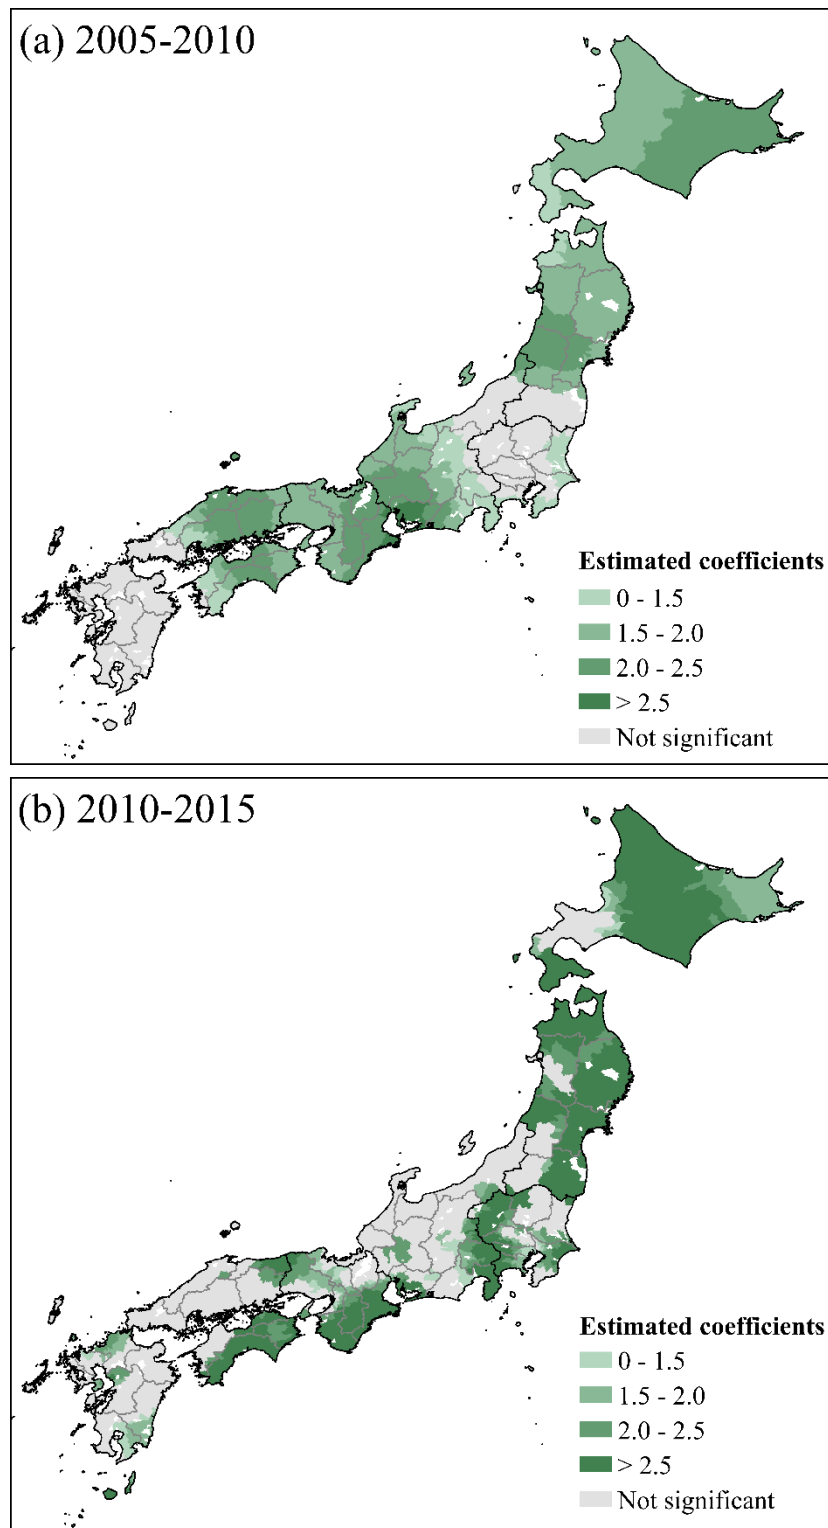 (a) 2005-2010
Estimated coefficients
0 - 1.5
1.5 - 2.0
2.0 - 2.5
> 2.5
Not significant
(b) 2010-2015
Estimated coefficients
0 - 1.5
1.5 - 2.0
2.0 - 2.5
> 2.5
Not significant